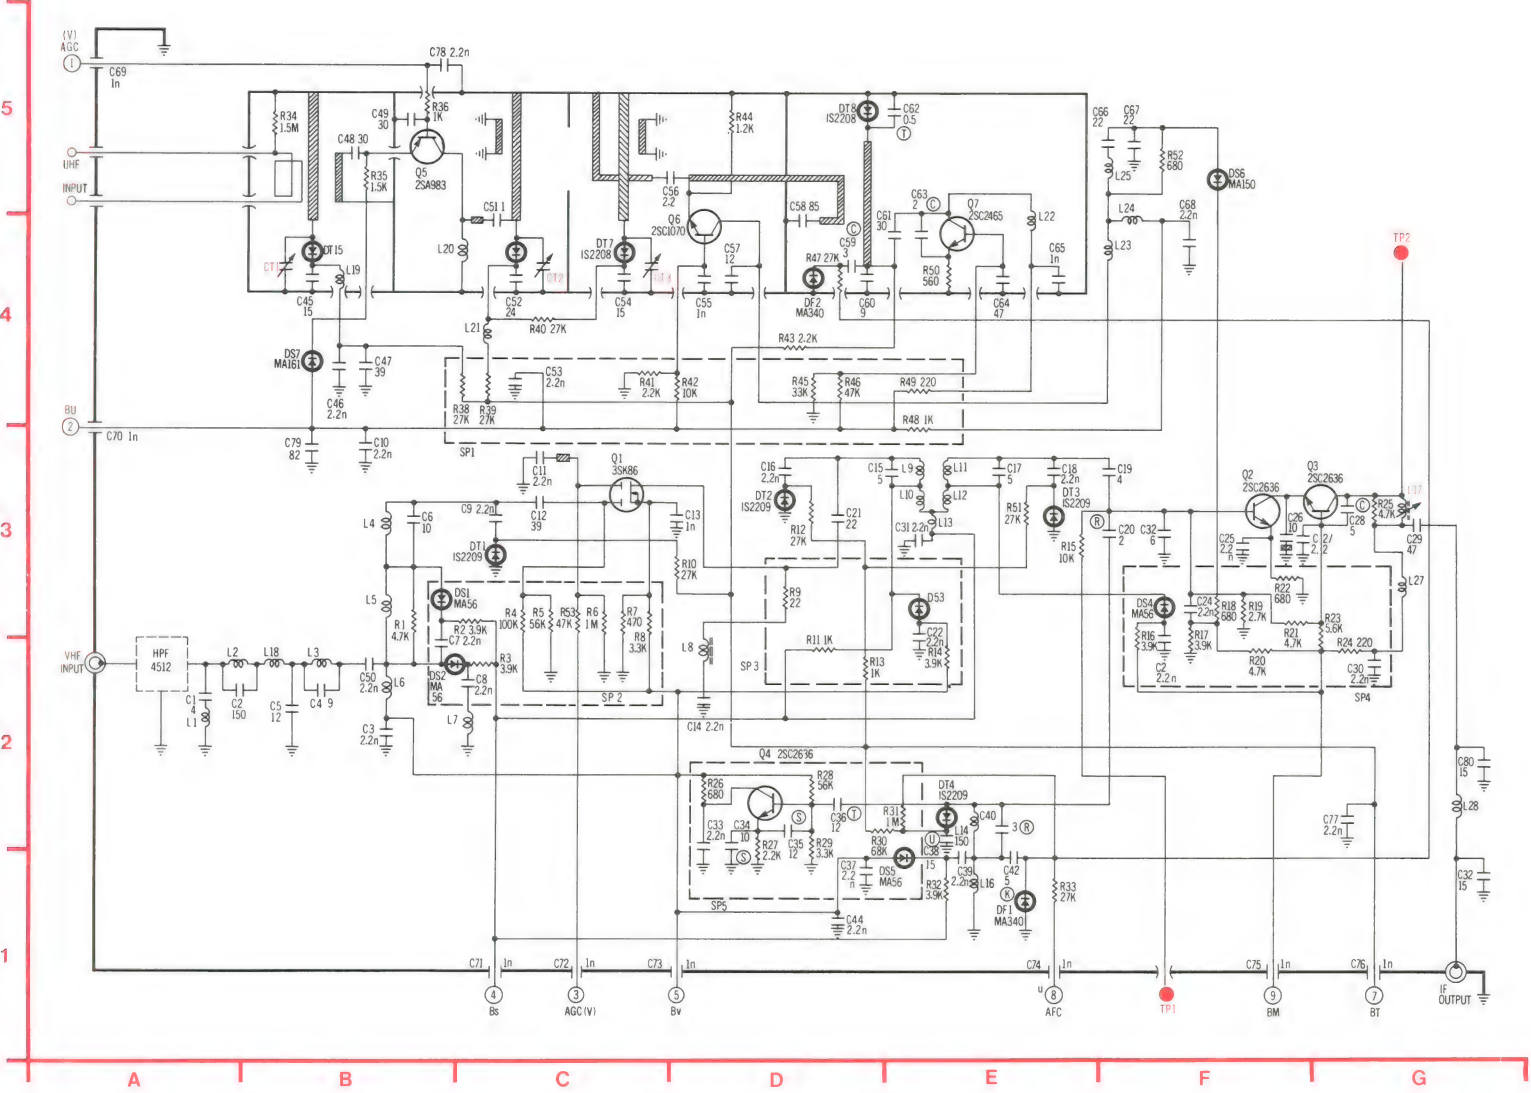 (V)
AGC
1
C69
1n
C78 2.2n
5
R34
1.5M
C49
30
R36
1K
C48 30
R35
1.5K
Q5
2SA983
UHF
INPUT
C51 1
C56
2.2
R44
1.2K
DT8
IS2208
C62
0.5
T
C66
22
C67
22
R52
680
L25
DS6
MA150
C58 85
C
C61
30
C63
2
C
Q7
2SC2465
L22
L24
C68
2.2n
L23
TP2
CT1
DT15
L19
L20
CT2
DT7
IS2208
Q6
2SC1070
C57
12
R47 27K
C59
3
R50
560
C65
1n
C45
15
C52
24
C54
15
C55
1n
DF2
MA340
C60
9
C64
47
4
L21
R40 27K
R43 2.2K
DS7
MA161
C47
39
C46
2.2n
C53
2.2n
R41
2.2K
R42
10K
R45
33K
R46
47K
R49 220
R38
27K
R39
27K
R48 1K
BU
2
C70 1n
C79
82
C10
2.2n
SP1
C11
2.2n
Q1
3SK86
C16
2.2n
C15
5
L9
L11
C17
5
C18
2.2n
C19
4
DT2
IS2209
L10
L12
DT3
IS2209
Q2
2SC2636
Q3
2SC2636
R25
4.7K
C
C28
5
C29
47
3
L4
C6
10
C9 2.2n
C12
39
C13
1n
R12
27K
C21
22
C31 2.2n
L13
R51
27K
R
R15
10K
C20
2
C32
6
C25
2.2
n
C26
10
DT1
IS2209
R10
27K
L5
DS1
MA56
R1
4.7K
R2 3.9K
C7 2.2n
R4
100K
R5
56K
R53
47K
R6
1M
R7
470
R8
3.3K
R9
22
D53
C22
2.2n
R14
3.9K
DS4
MA56
C24
2.2n
R18
680
R19
2.7K
R22
680
R23
5.6K
L27
R16
3.9K
R17
3.9K
R21
4.7K
R24 220
R20
4.7K
C30
2.2n
C2
2.2n
SP4
VHF
INPUT
HPF
4512
L2
L18
L3
C1
4
L1
C2
150
C5
12
C4 9
C50
2.2n
L6
DS2
MA
56
R3
3.9K
C8
2.2n
L7
SP 2
L8
R11 1K
SP 3
R13
1K
C14 2.2n
2
C3
2.2n
Q4 2SC2636
R26
680
R28
56K
C33
2.2n
C34
10
S
S
R27
2.2K
C35
12
R29
3.3K
C36
12
T
R31
1M
R30
68K
DT4
IS2209
U
L14
150
C40
3 R
C37
2.2
n
DS5
MA56
C38
15
C39
2.2n
L16
C42
5
K
R32
3.9K
R33
27K
DF1
MA340
C77
2.2n
C80
15
L28
C32
15
SP5
C44
2.2n
1
C71
1n
C72
1n
C73
1n
C74
1n
C75
1n
C76
1n
4
Bs
3
AGC (V)
5
Bv
u
8
AFC
TP1
9
BM
7
BT
IF
OUTPUT
A
B
C
D
E
F
G